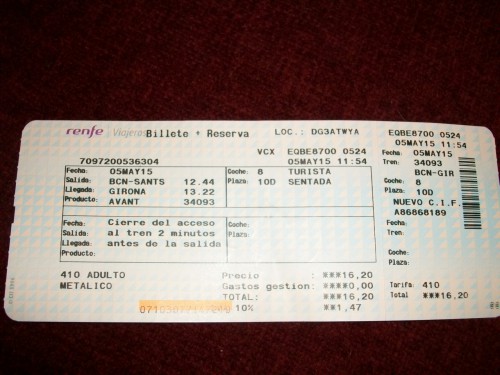 renfe Viajeros Billete + Reserva LOC.: DG3ATWYA EQBE8700 0524
05MAY15 11:54
VCX EQBE8700 0524
7097200536304 05MAY15 11:54
Fecha: 05MAY15 Coche: 8 TURISTA
Salida: BCN-SANTS 12.44 Plaza: 10D SENTADA
Llegada: GIRONA 13.22
Producto: AVANT 34093
Fecha: Cierre del acceso Coche:
Salida: al tren 2 minutos Plaza:
Llegada: antes de la salida
Producto:
410 ADULTO Precio : ***16,20
METALICO Gastos gestion: ****0,00
TOTAL: ***16,20
10% **1,47
Fecha: 05MAY15
Tren: 34093
BCN-GIR
Coche: 8
Plaza: 10D
NUEVO C.I.F.
Fecha: A86868189
Tren:
Coche:
Plaza:
Tarifa: 410
Total ***16,20